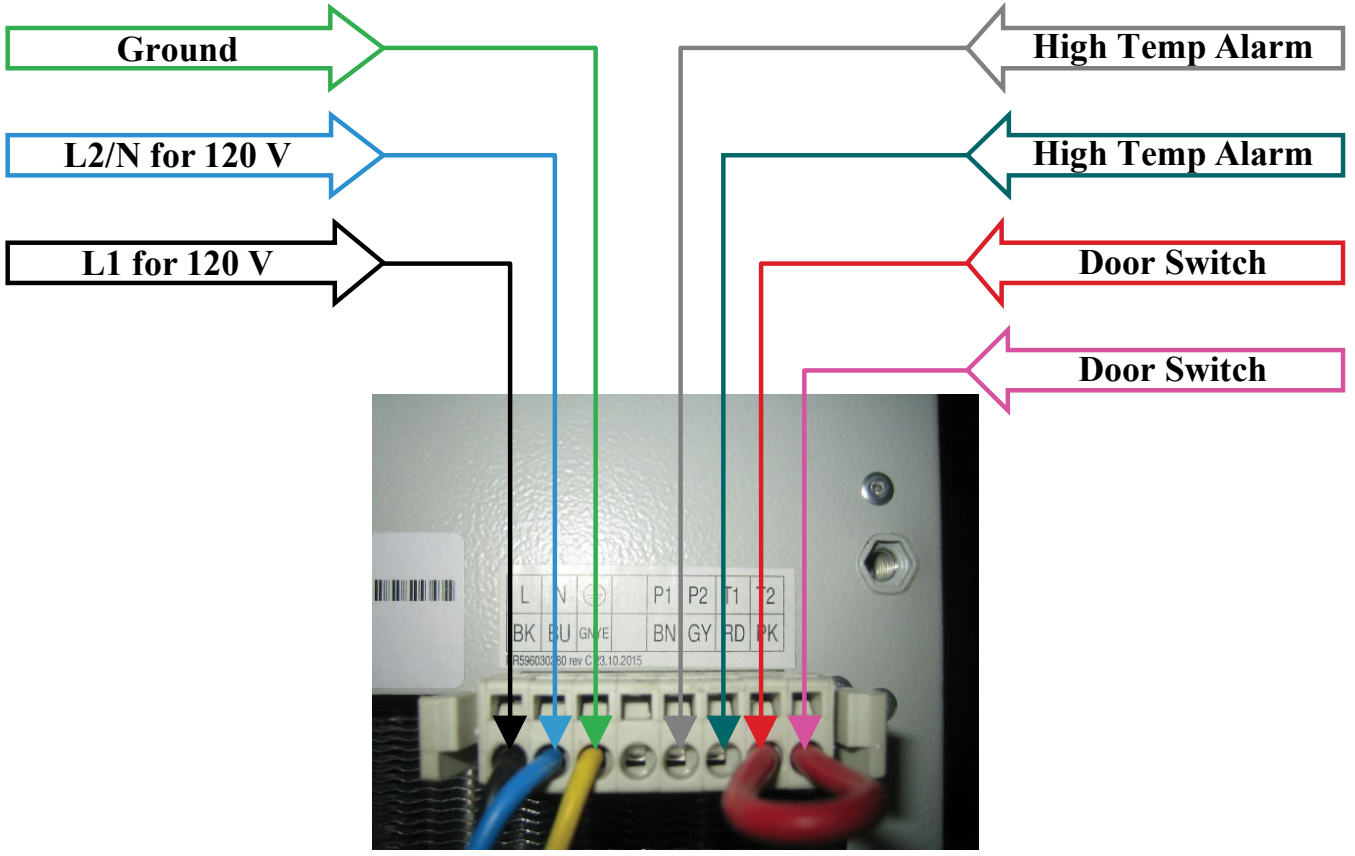 Ground
High Temp Alarm
L2/N for 120 V
High Temp Alarm
L1 for 120 V
Door Switch
Door Switch
L N P1 P2 T1 T2
BK BU GNYE BN GY RD PK
rev C 23.10.2015